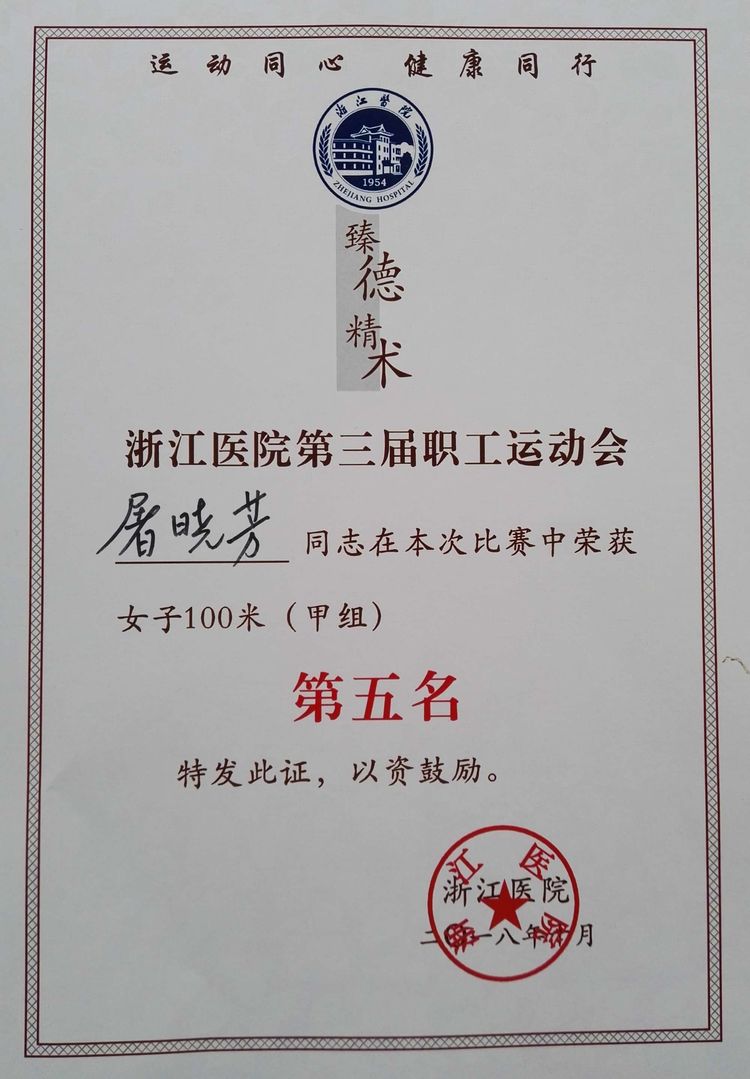 运动同心 健康同行
浙江医院
1954
ZHEJIANG HOSPITAL
臻德精术
浙江医院第三届职工运动会
屠晓芳 同志在本次比赛中荣获
女子100米（甲组）
第五名
特发此证，以资鼓励。
浙江医院
浙江医院
二〇一八年十月